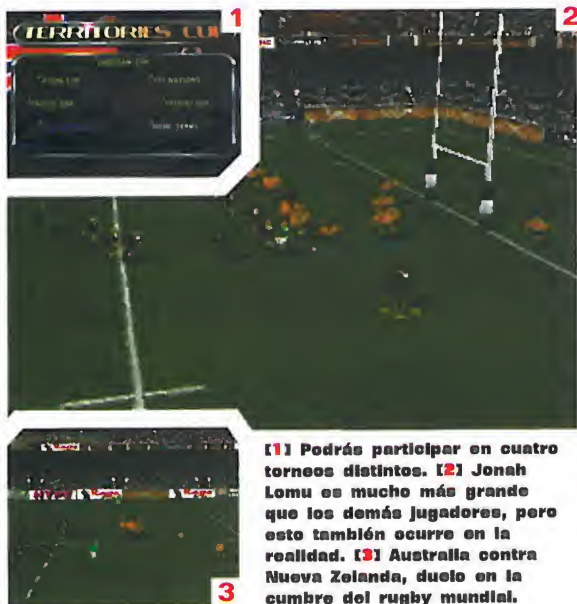 1
TERRITORIES CUP
2
3
[1] Podrás participar en cuatro
torneos distintos. [2] Jonah
Lomu es mucho más grande
que los demás jugadores, pero
esto también ocurre en la
realidad. [3] Australia contra
Nueva Zelanda, duelo en la
cumbre del rugby mundial.